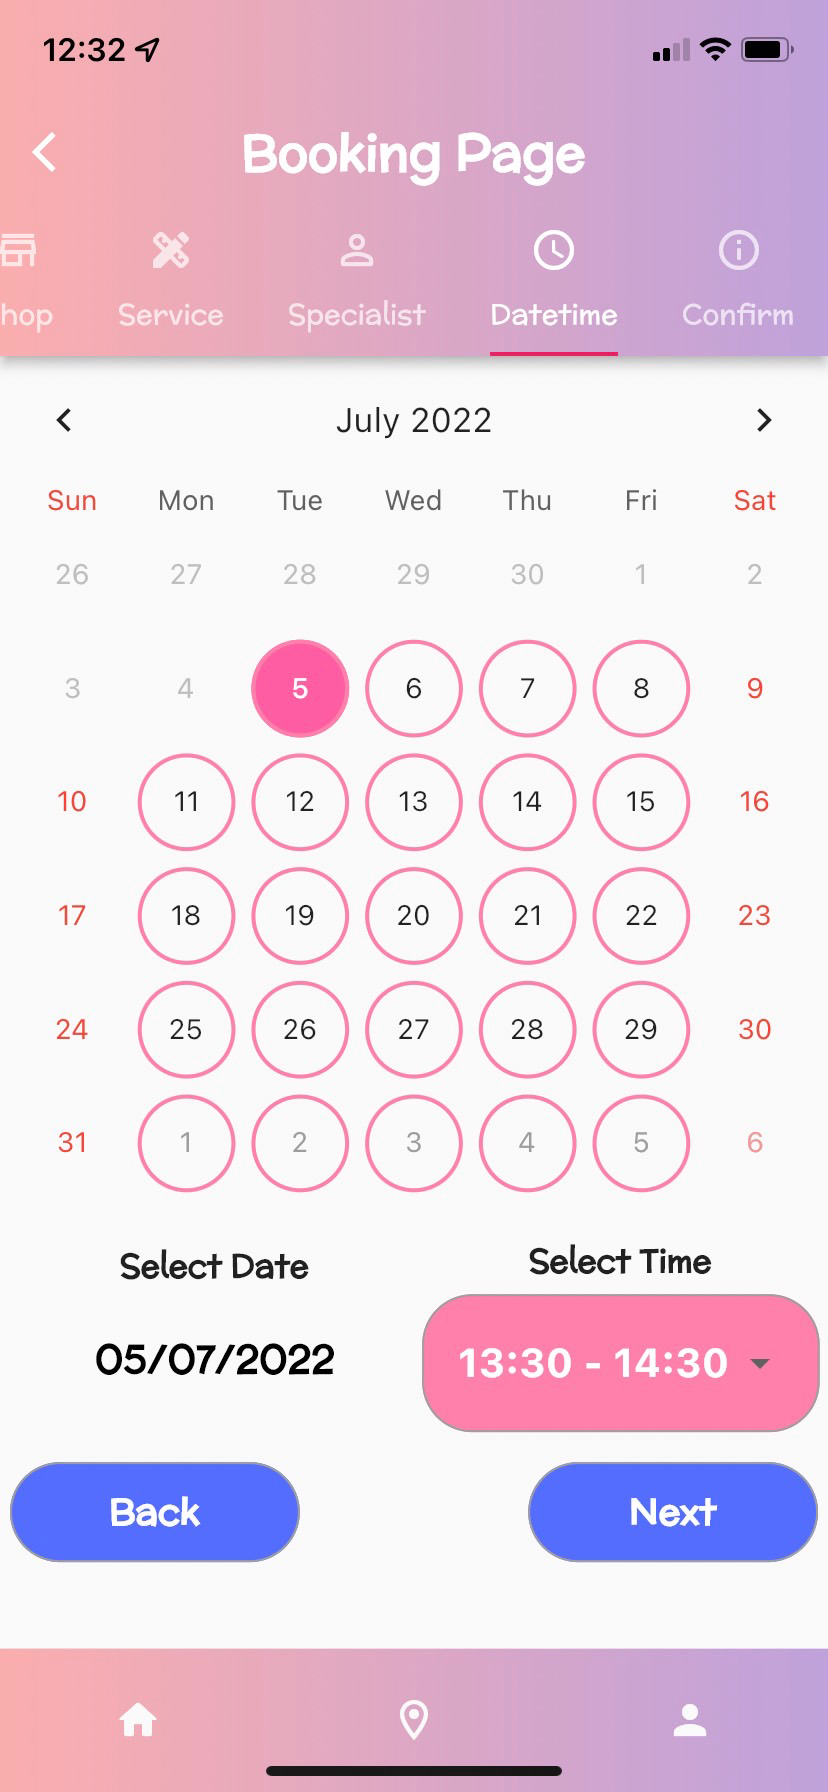 12:32
Booking Page
hop Service Specialist Datetime Confirm
July 2022
Sun Mon Tue Wed Thu Fri Sat
26 27 28 29 30 1 2
3 4 5 6 7 8 9
10 11 12 13 14 15 16
17 18 19 20 21 22 23
24 25 26 27 28 29 30
31 1 2 3 4 5 6
Select Date
05/07/2022
Select Time
13:30 - 14:30
Back Next